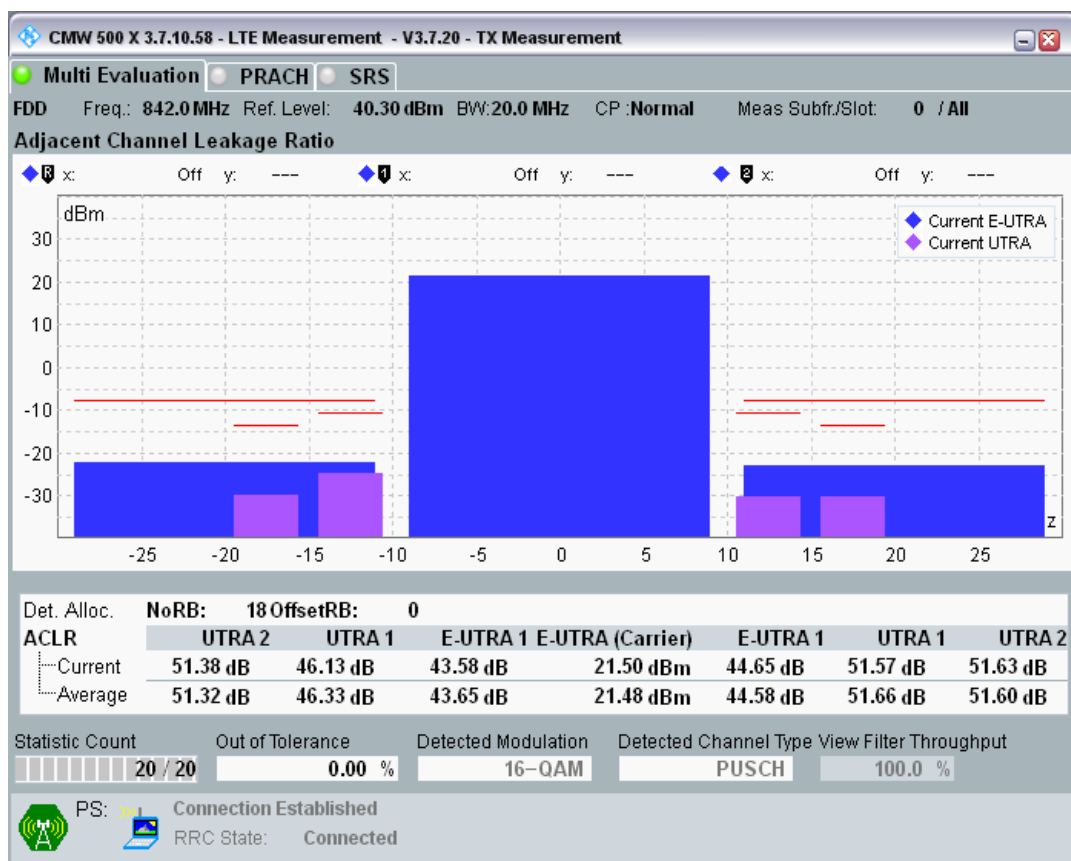 CMW 500 X 3.7.10.58 - LTE Measurement - V3.7.20 - TX Measurement
Multi Evaluation PRACH SRS
FDD Freq.: 842.0 MHz Ref. Level: 40.30 dBm BW:20.0 MHz CP :Normal Meas Subfr./Slot: 0 / All
Adjacent Channel Leakage Ratio
R x: Off y: --- 1 x: Off y: --- 2 x: Off y: ---
dBm
Current E-UTRA
Current UTRA
30
20
10
0
-10
-20
-30
z
-25 -20 -15 -10 -5 0 5 10 15 20 25
Det. Alloc. NoRB: 18 OffsetRB: 0
ACLR UTRA 2 UTRA 1 E-UTRA 1 E-UTRA (Carrier) E-UTRA 1 UTRA 1 UTRA 2
Current 51.38 dB 46.13 dB 43.58 dB 21.50 dBm 44.65 dB 51.57 dB 51.63 dB
Average 51.32 dB 46.33 dB 43.65 dB 21.48 dBm 44.58 dB 51.66 dB 51.60 dB
Statistic Count Out of Tolerance Detected Modulation Detected Channel Type View Filter Throughput
20 / 20 0.00 % 16-QAM PUSCH 100.0 %
PS: Connection Established
RRC State: Connected